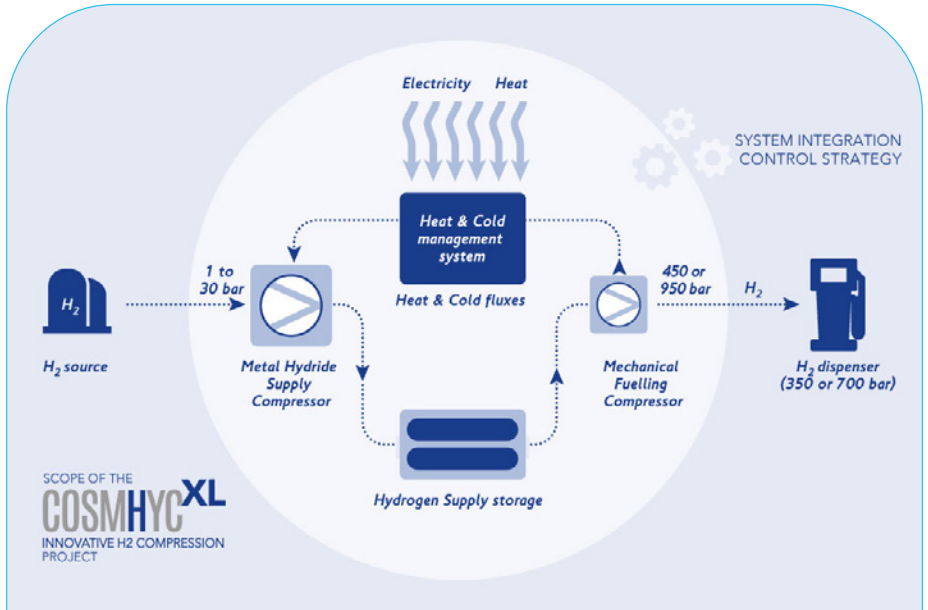 Electricity Heat
SYSTEM INTEGRATION
CONTROL STRATEGY
Heat & Cold
management
system
Heat & Cold fluxes
H₂
H₂ source
1 to
30 bar
Metal Hydride
Supply
Compressor
Hydrogen Supply storage
450 or
950 bar
Mechanical
Fuelling
Compressor
H₂
H₂ dispenser
(350 or 700 bar)
SCOPE OF THE
COSMHYC XL
INNOVATIVE H2 COMPRESSION
PROJECT